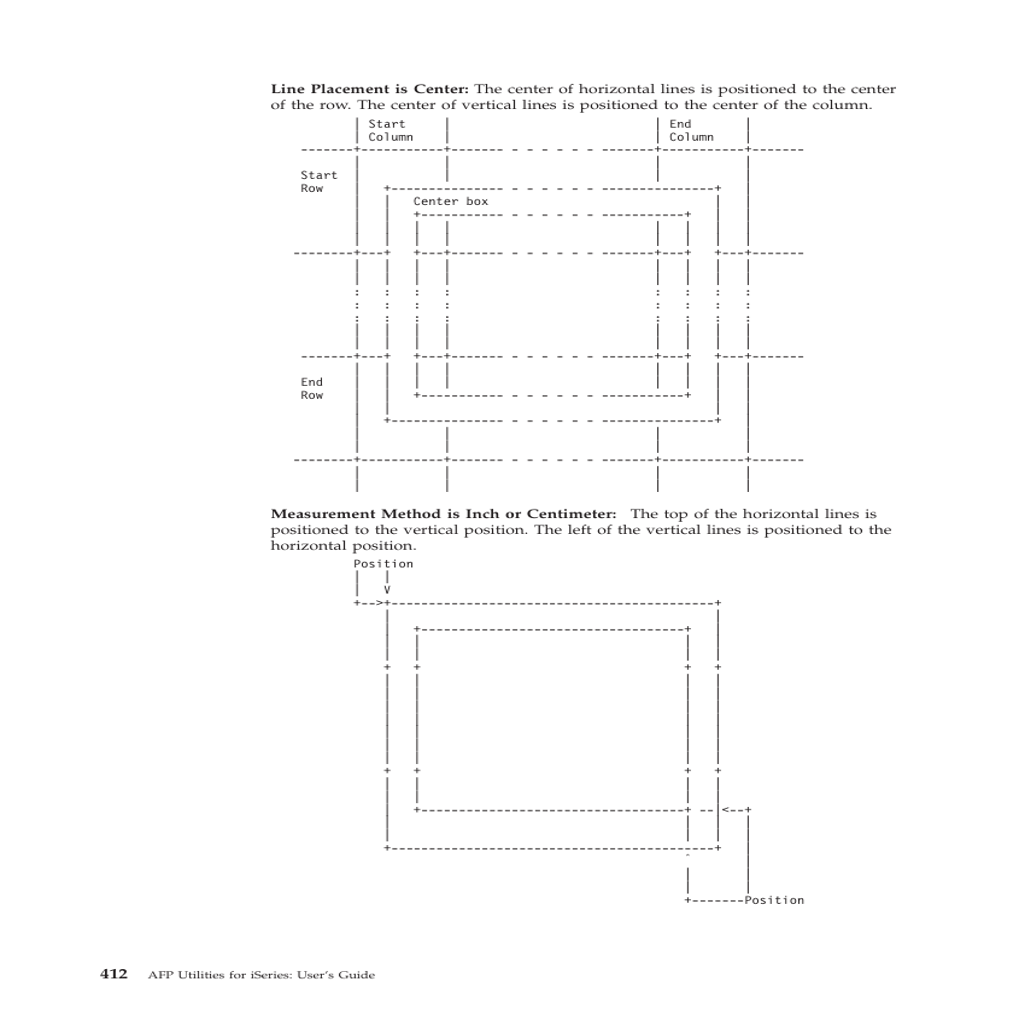 Line Placement is Center: The center of horizontal lines is positioned to the center
of the row. The center of vertical lines is positioned to the center of the column.
Start End
Column Column
Start
Row
Center box
End
Row
Measurement Method is Inch or Centimeter: The top of the horizontal lines is
positioned to the vertical position. The left of the vertical lines is positioned to the
horizontal position.
Position
Position
412 AFP Utilities for iSeries: User's Guide